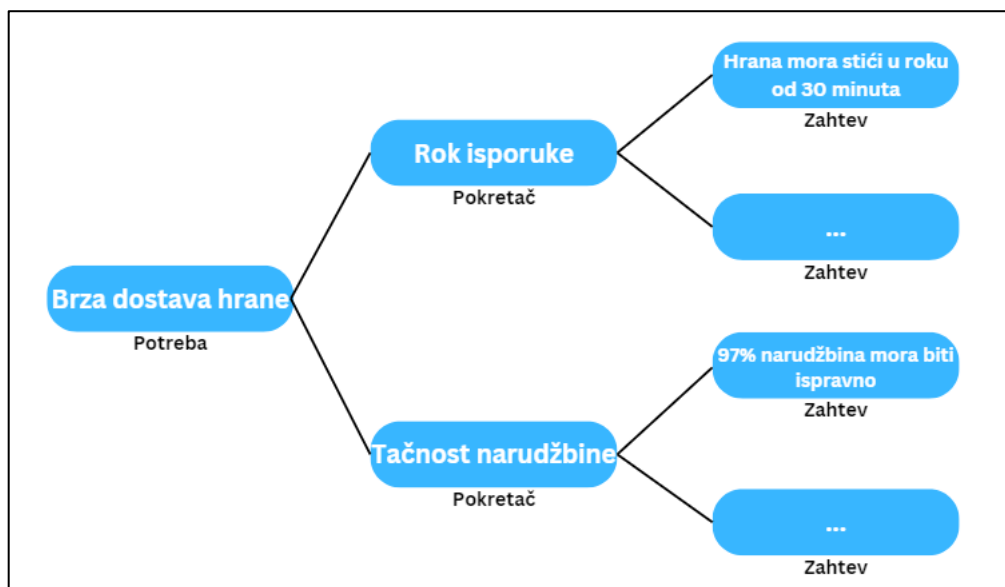 Hrana mora stići u roku
od 30 minuta
Zahtev
Rok isporuke
Pokretač
...
Zahtev
Brza dostava hrane
Potreba
97% narudžbina mora biti
ispravno
Zahtev
Tačnost narudžbine
Pokretač
...
Zahtev